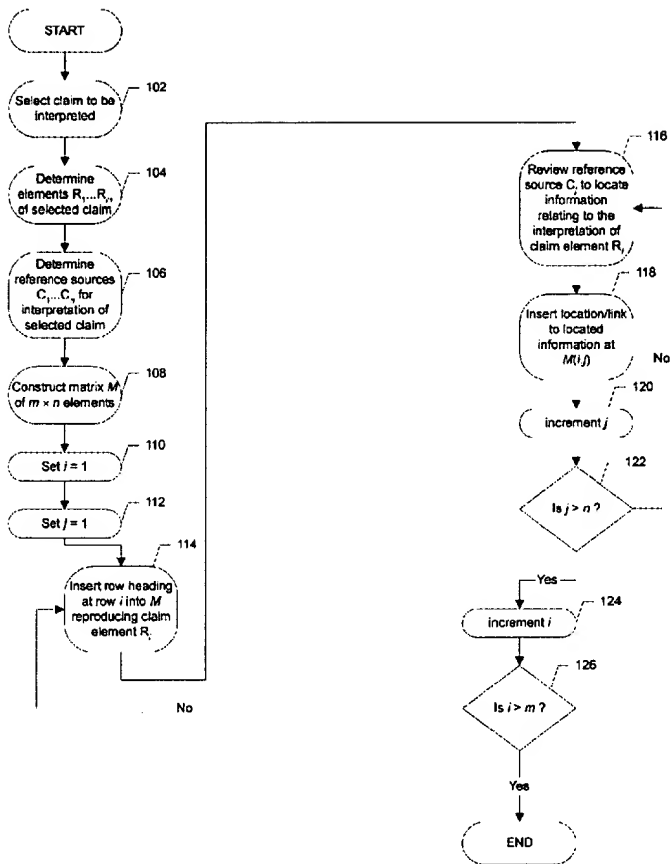 START
102
Select claim to be
interpreted
104
Determine
elements R1...Rm
of selected claim
106
Determine
reference sources
C1...Cn for
interpretation of
selected claim
108
Construct matrix M
of m × n elements
110
Set i = 1
112
Set j = 1
114
Insert row heading
at row i into M
reproducing claim
element Ri
No
116
Review reference
source Cj to locate
information
relating to the
interpretation of
claim element Ri
118
Insert location/link
to located
information at
M(i,j)
No
120
increment j
122
Is j > n ?
Yes
124
increment i
126
Is i > m ?
Yes
END